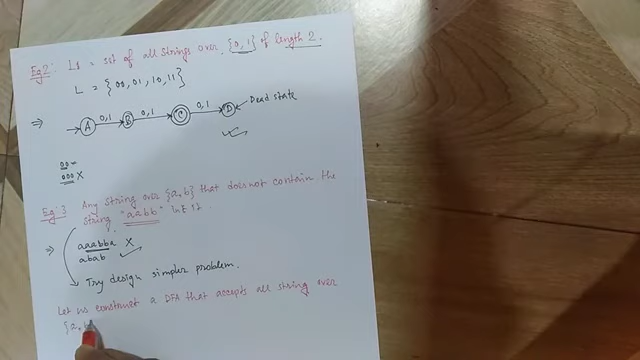 Eg 2: L1 = set of all strings over {0, 1} of length 2.
L = {00, 01, 10, 11}
⇒ A 0,1 B 0,1 C 0,1 D Dead state
00 =
000 X
Eg: 3 Any string over {a, b} that does not contain the
string "aabb" in it.
⇒ aaabba X
abab ✓
Try design simpler problem.
Let us construct a DFA that accepts all string over
{a, b